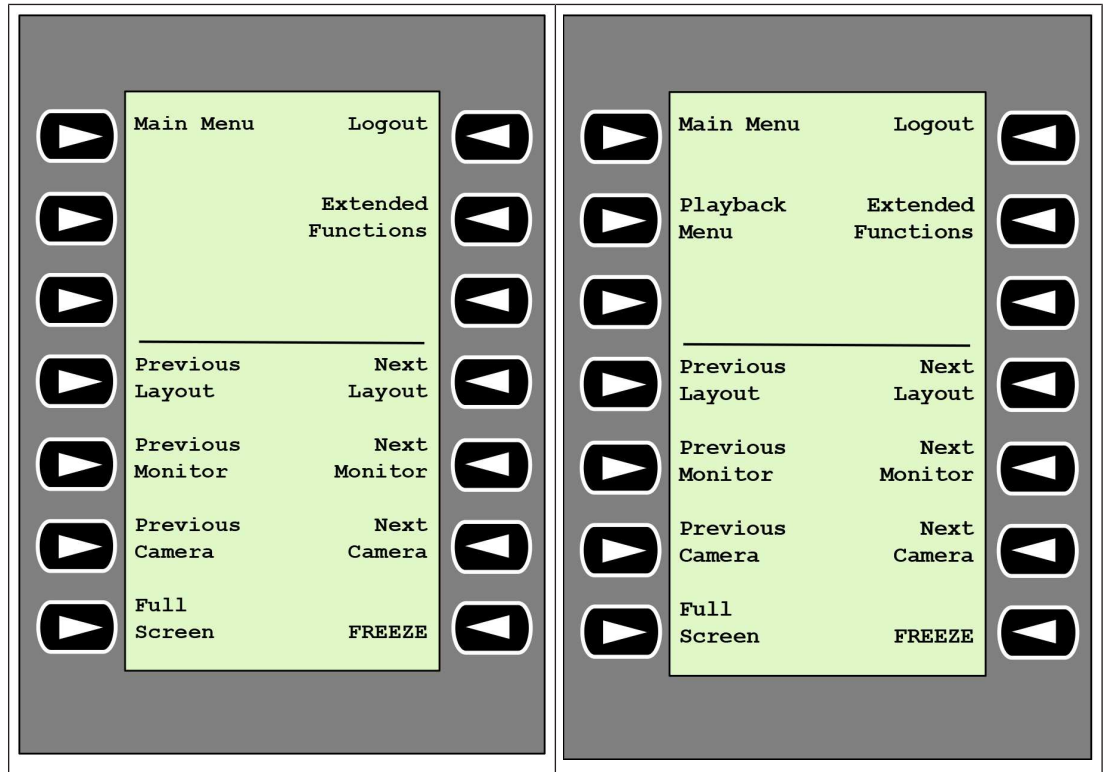 Main Menu Logout
Extended
Functions
Previous Next
Layout Layout
Previous Next
Monitor Monitor
Previous Next
Camera Camera
Full
Screen FREEZE
Main Menu Logout
Playback Extended
Menu Functions
Previous Next
Layout Layout
Previous Next
Monitor Monitor
Previous Next
Camera Camera
Full
Screen FREEZE